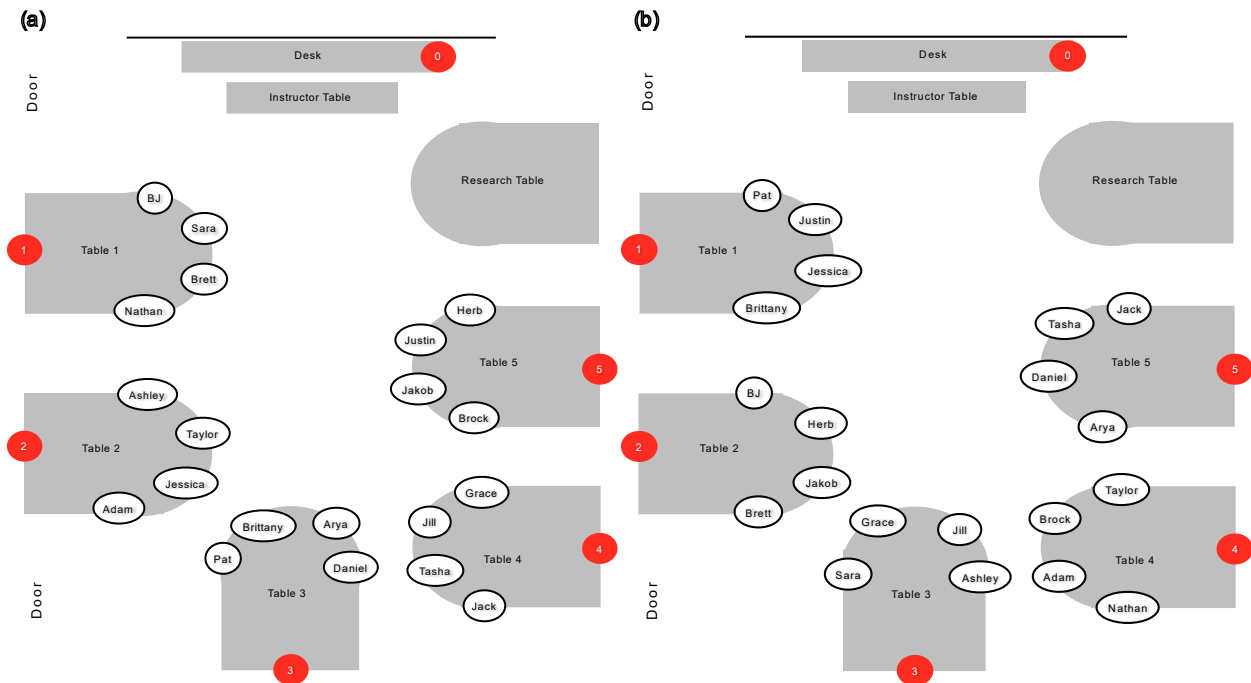 (a)
0
Desk
Door
Instructor Table
Research Table
BJ
Sara
1
Table 1
Brett
Nathan
Herb
Justin
Table 5
5
Jakob
Brock
Ashley
Taylor
2
Table 2
Jessica
Adam
Grace
Jill
4
Table 4
Tasha
Jack
Brittany
Arya
Pat
Daniel
Table 3
Door
3
(b)
0
Desk
Door
Instructor Table
Research Table
Pat
Justin
1
Table 1
Jessica
Brittany
Jack
Tasha
Table 5
5
Daniel
Arya
BJ
Herb
2
Table 2
Jakob
Brett
Taylor
Brock
4
Table 4
Adam
Nathan
Grace
Jill
Sara
Ashley
Table 3
Door
3